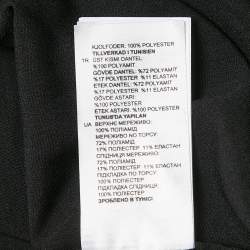 KJOLFODER: 100% POLYESTER
TILLVERKAD I TUNISIEN
TR ÜST KISMI DANTEL:
%100 POLYAMIT
GÖVDE DANTEL: %72 POLYAMIT
%17 POLYESTER %11 ELASTAN
ETEK DANTEL: %72 POLYAMIT
%17 POLYESTER %11 ELASTAN
GÖVDE ASTARI:
%100 POLYESTER
ETEK ASTARI: %100 POLYESTER
TUNUS'DA YAPILAN
UA ВЕРХНЄ МЕРЕЖИВО:
100% ПОЛІАМІД
МЕРЕЖИВО ПО ТОРСУ:
72% ПОЛІАМІД
17% ПОЛІЕСТЕР 11% ЕЛАСТАН
СПІДНИЦЯ МЕРЕЖИВО:
72% ПОЛІАМІД
17% ПОЛІЕСТЕР 11% ЕЛАСТАН
ПІДКЛАДКА ПО ТОРСУ:
100% ПОЛІЕСТЕР
ПІДКЛАДКА СПІДНИЦІ:
100% ПОЛІЕСТЕР
ЗРОБЛЕНО В ТУНІСІ